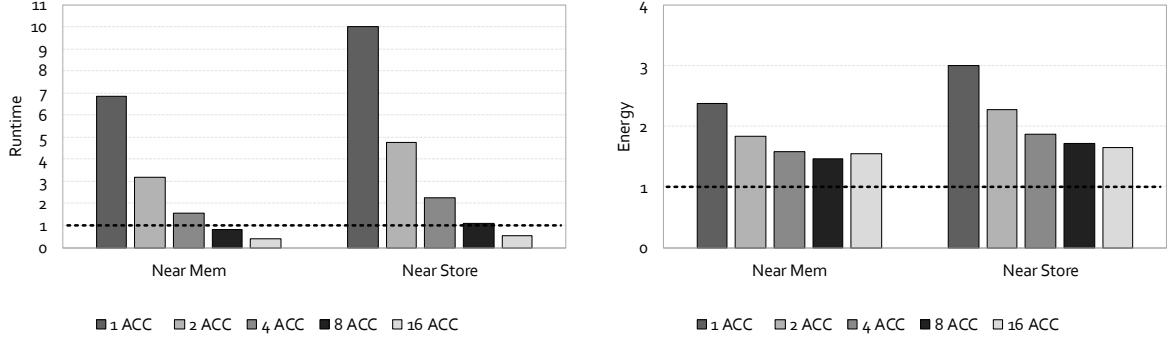 Runtime
11
10
9
8
7
6
5
4
3
2
1
0
Near Mem Near Store
1 ACC 2 ACC 4 ACC 8 ACC 16 ACC
Energy
4
3
2
1
0
Near Mem Near Store
1 ACC 2 ACC 4 ACC 8 ACC 16 ACC